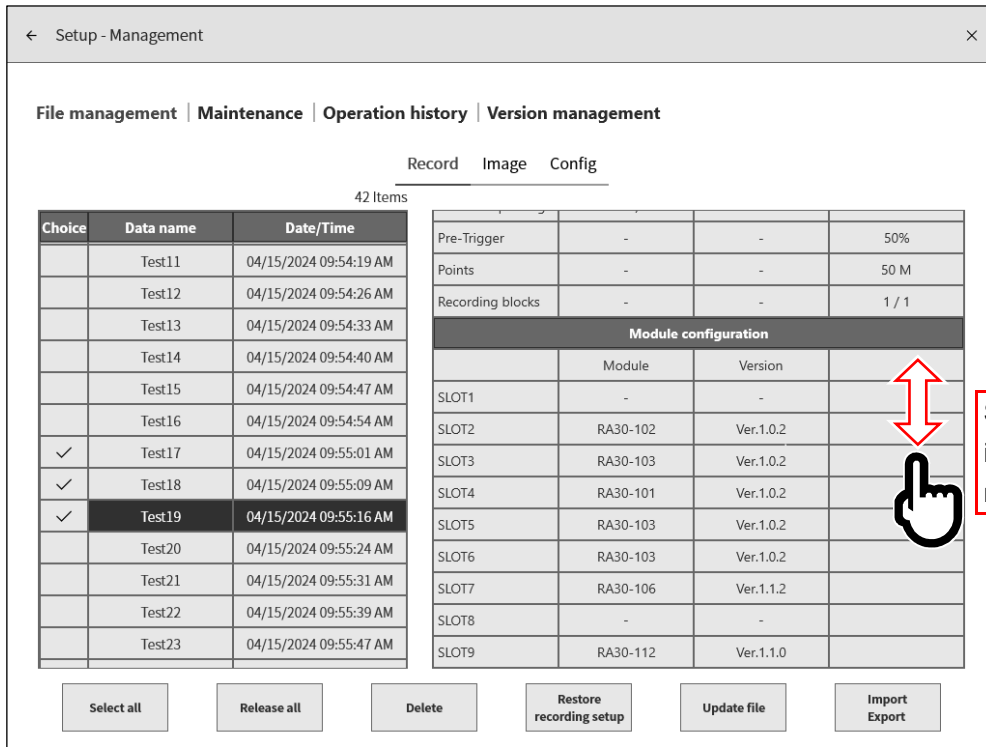 ← Setup - Management ×
File management | Maintenance | Operation history | Version management
Record Image Config
42 Items
Choice Data name Date/Time
Test11 04/15/2024 09:54:19 AM
Test12 04/15/2024 09:54:26 AM
Test13 04/15/2024 09:54:33 AM
Test14 04/15/2024 09:54:40 AM
Test15 04/15/2024 09:54:47 AM
Test16 04/15/2024 09:54:54 AM
✓ Test17 04/15/2024 09:55:01 AM
✓ Test18 04/15/2024 09:55:09 AM
✓ Test19 04/15/2024 09:55:16 AM
Test20 04/15/2024 09:55:24 AM
Test21 04/15/2024 09:55:31 AM
Test22 04/15/2024 09:55:39 AM
Test23 04/15/2024 09:55:47 AM
Pre-Trigger - - 50%
Points - - 50 M
Recording blocks - - 1 / 1
Module configuration
Module Version
SLOT1 - -
SLOT2 RA30-102 Ver.1.0.2
SLOT3 RA30-103 Ver.1.0.2
SLOT4 RA30-101 Ver.1.0.2
SLOT5 RA30-103 Ver.1.0.2
SLOT6 RA30-103 Ver.1.0.2
SLOT7 RA30-106 Ver.1.1.2
SLOT8 - -
SLOT9 RA30-112 Ver.1.1.0
Select all
Release all
Delete
Restore
recording setup
Update file
Import
Export